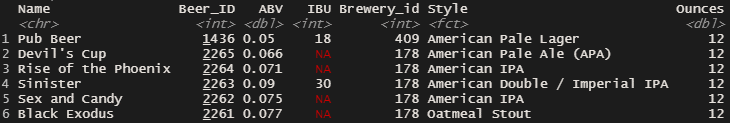 Name Beer_ID ABV IBU Brewery_id Style Ounces
<chr> <int> <dbl> <int> <int> <fct> <dbl>
1 Pub Beer 1436 0.05 18 409 American Pale Lager 12
2 Devil's Cup 2265 0.066 NA 178 American Pale Ale (APA) 12
3 Rise of the Phoenix 2264 0.071 NA 178 American IPA 12
4 Sinister 2263 0.09 30 178 American Double / Imperial IPA 12
5 Sex and Candy 2262 0.075 NA 178 American IPA 12
6 Black Exodus 2261 0.077 NA 178 Oatmeal Stout 12